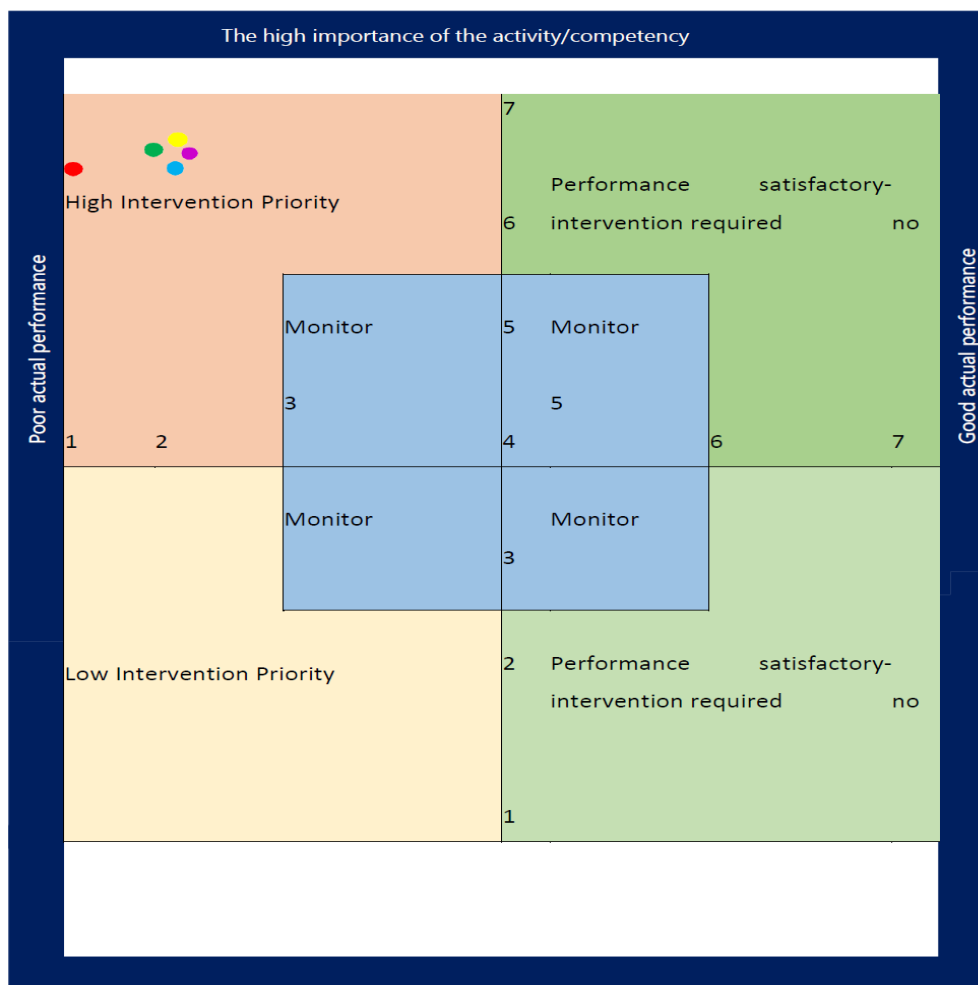 The high importance of the activity/competency
7
Performance satisfactory-
High Intervention Priority
6
intervention required no
Poor actual performance
Good actual performance
Monitor
5
Monitor
3
5
1
2
4
6
7
Monitor
Monitor
3
Low Intervention Priority
2
Performance satisfactory-
intervention required no
1